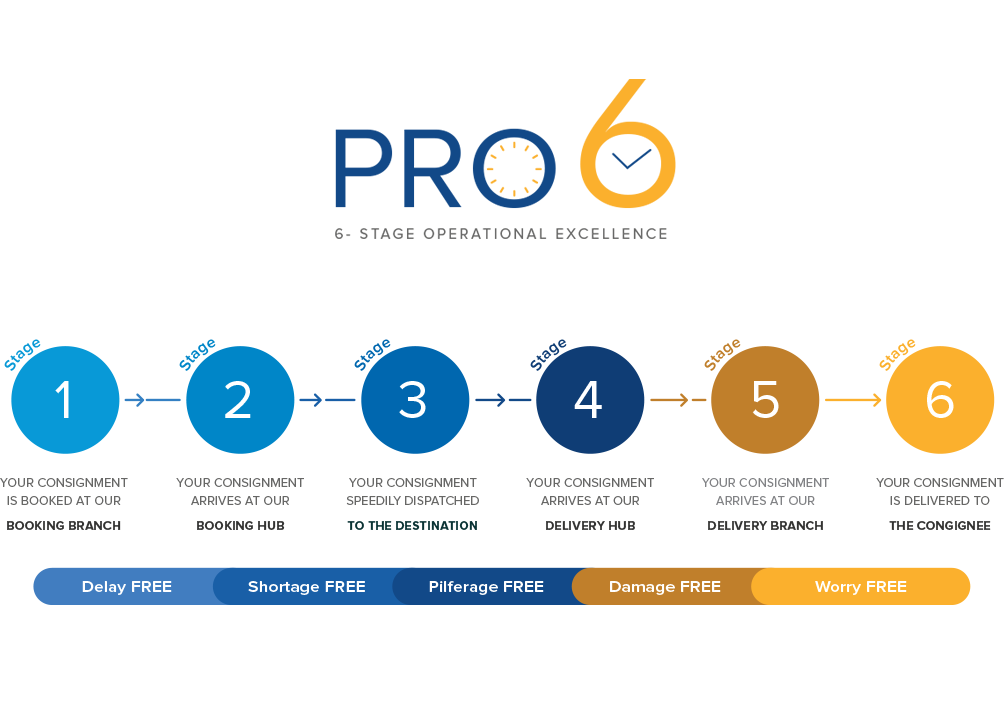 PRO 6
6- STAGE OPERATIONAL EXCELLENCE
Stage
1
Stage
2
Stage
3
Stage
4
Stage
5
Stage
6
YOUR CONSIGNMENT
IS BOOKED AT OUR
BOOKING BRANCH
YOUR CONSIGNMENT
ARRIVES AT OUR
BOOKING HUB
YOUR CONSIGNMENT
SPEEDILY DISPATCHED
TO THE DESTINATION
YOUR CONSIGNMENT
ARRIVES AT OUR
DELIVERY HUB
YOUR CONSIGNMENT
ARRIVES AT OUR
DELIVERY BRANCH
YOUR CONSIGNMENT
IS DELIVERED TO
THE CONGIGNEE
Delay FREE
Shortage FREE
Pilferage FREE
Damage FREE
Worry FREE